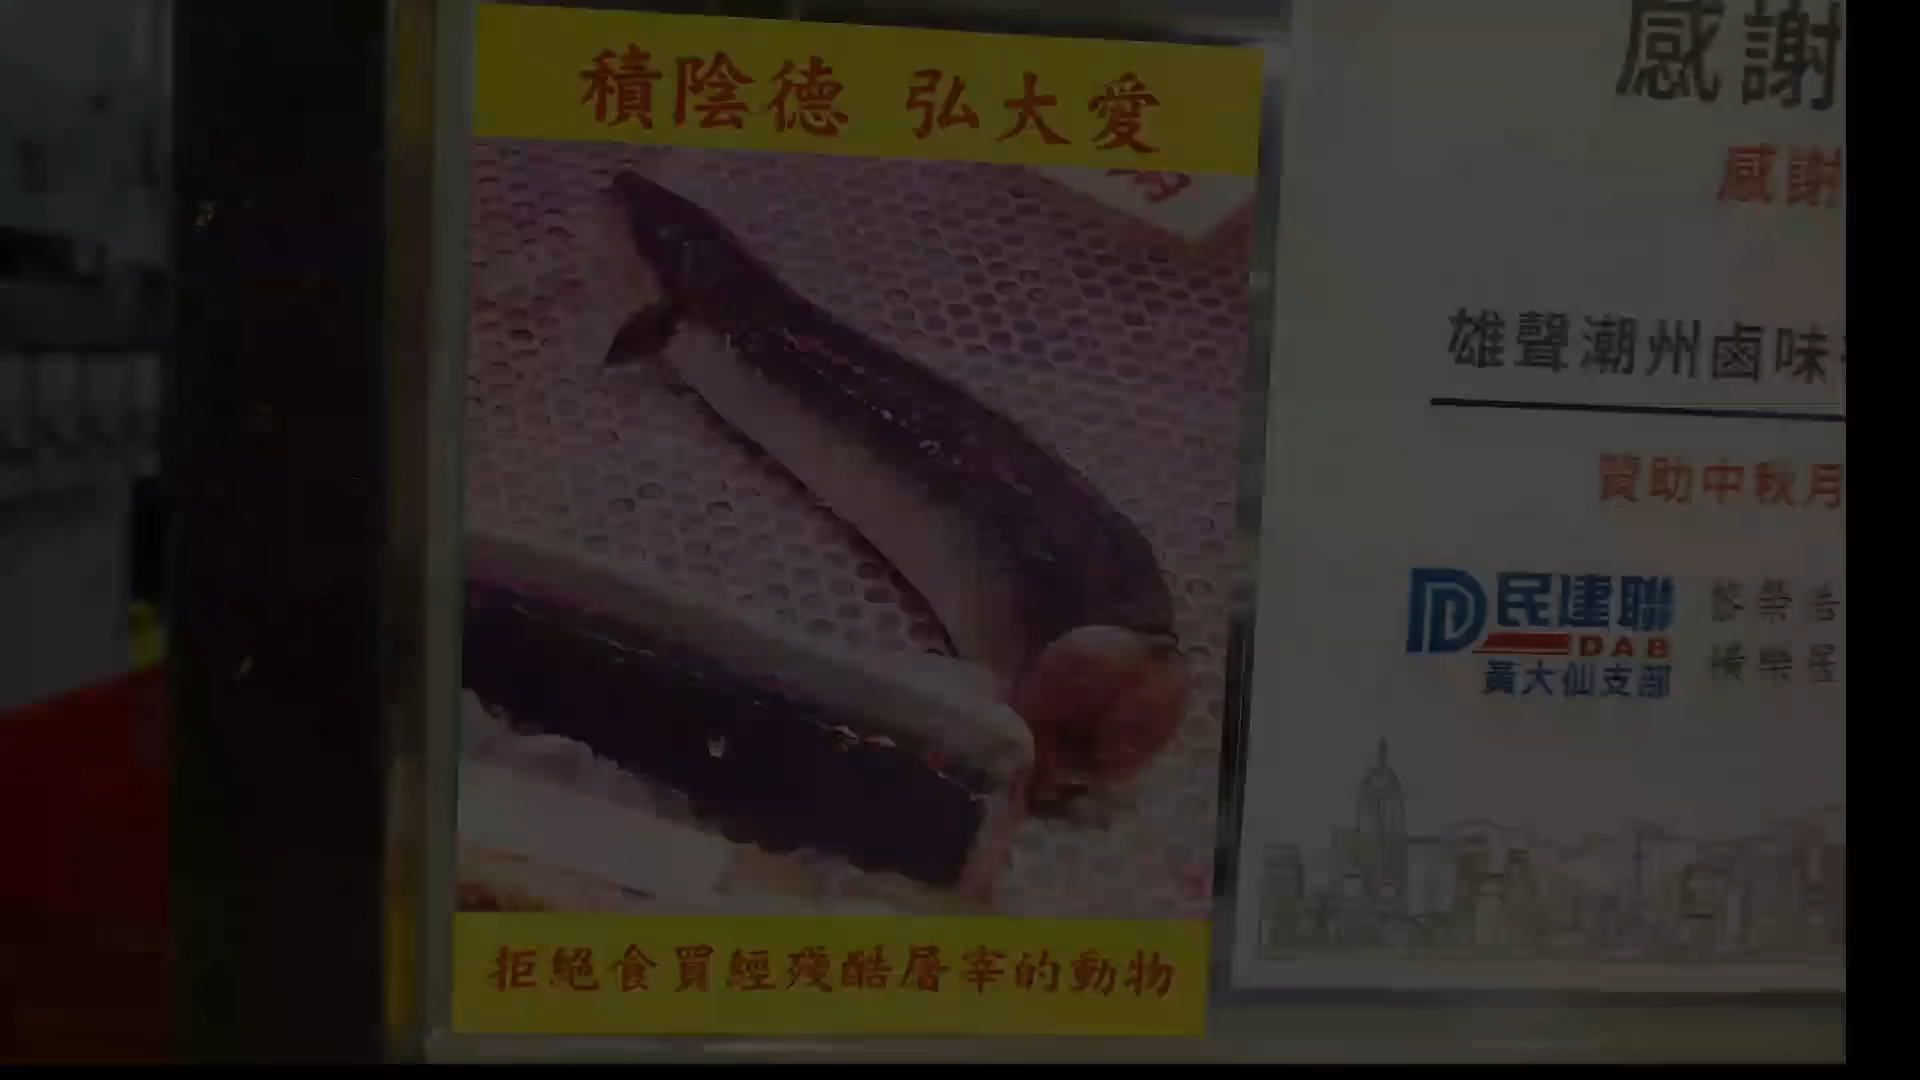 積陰德 弘大愛
拒絕食買經殘酷屠宰的動物
感謝
感謝
雄聲潮州鹵味
贊助中秋月
民建聯
DAB
黃大仙支部